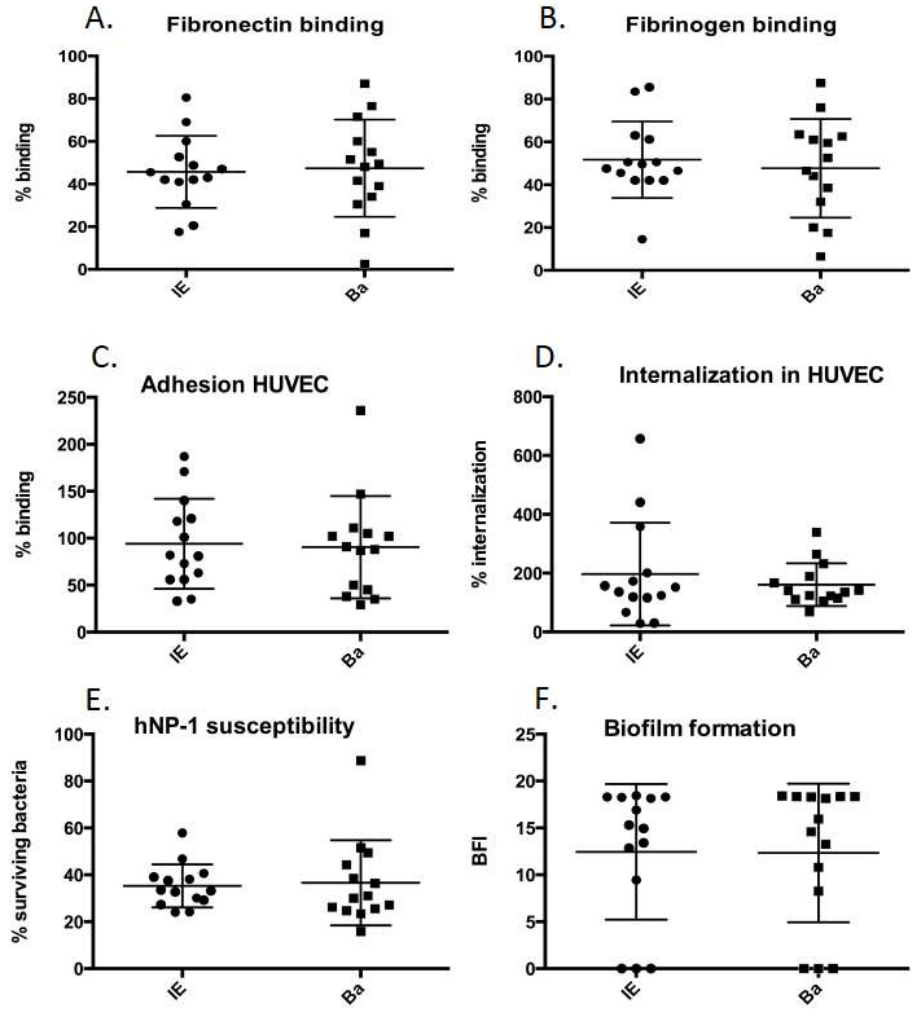 A.
Fibronectin binding
100
80
60
40
20
0
% binding
IE
Ba
B.
Fibrinogen binding
100
80
60
40
20
0
% binding
IE
Ba
C.
Adhesion HUVEC
250
200
150
100
50
0
% binding
IE
Ba
D.
Internalization in HUVEC
800
600
400
200
0
% internalization
IE
Ba
E.
hNP-1 susceptibility
100
80
60
40
20
0
% surviving bacteria
IE
Ba
F.
Biofilm formation
25
20
15
10
5
0
BFI
IE
Ba